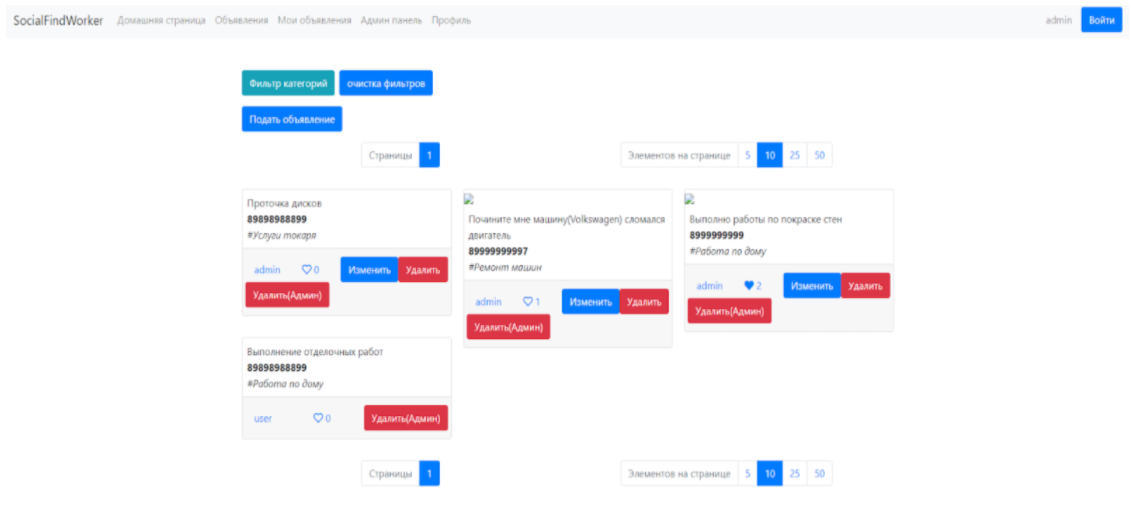 SocialFindWorker Домашняя страница Объявления Мои объявления Админ панель Профиль admin Войти
Фильтр категорий очистка фильтров
Подать объявление
Страницы 1 Элементов на странице 5 10 25 50
Проточка дисков
89898988899
#Услуги токаря
admin 0 Изменить Удалить
Удалить(Админ)
Почините мне машину(Volkswagen) сломался
двигатель
89999999997
#Ремонт машин
admin 1 Изменить Удалить
Удалить(Админ)
Выполню работы по покраске стен
8999999999
#Работа по дому
admin 2 Изменить Удалить
Удалить(Админ)
Выполнение отделочных работ
89898988899
#Работа по дому
user 0 Удалить(Админ)
Страницы 1 Элементов на странице 5 10 25 50